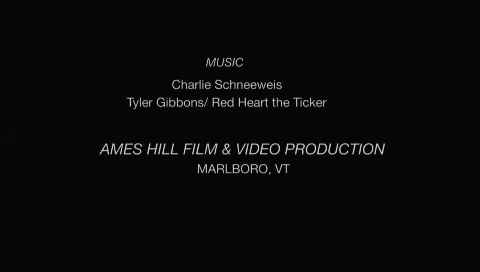 MUSIC
Charlie Schneeweis
Tyler Gibbons/ Red Heart the Ticker
AMES HILL FILM & VIDEO PRODUCTION
MARLBORO, VT